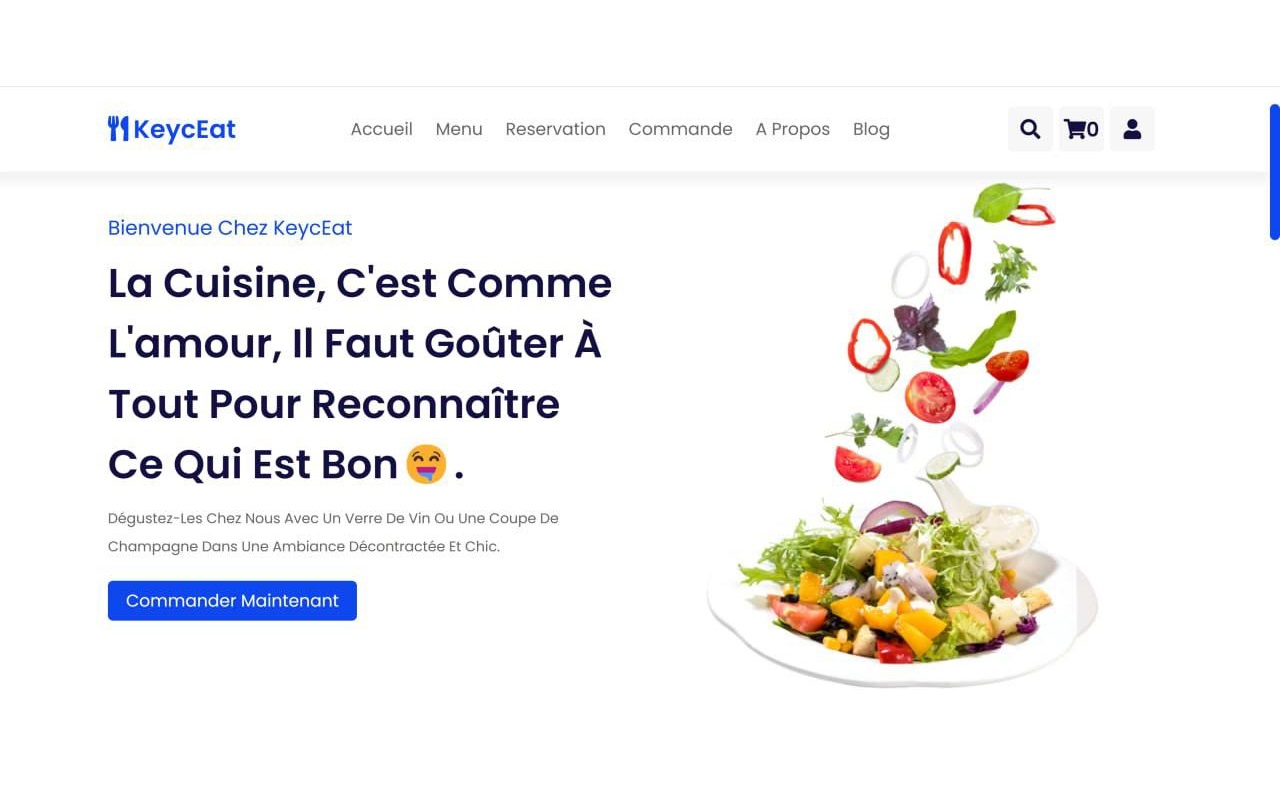 KeycEat
Accueil Menu Reservation Commande A Propos Blog
0
Bienvenue Chez KeycEat
La Cuisine, C'est Comme
L'amour, Il Faut Goûter À
Tout Pour Reconnaître
Ce Qui Est Bon🤤.
Dégustez-Les Chez Nous Avec Un Verre De Vin Ou Une Coupe De
Champagne Dans Une Ambiance Décontractée Et Chic.
Commander Maintenant